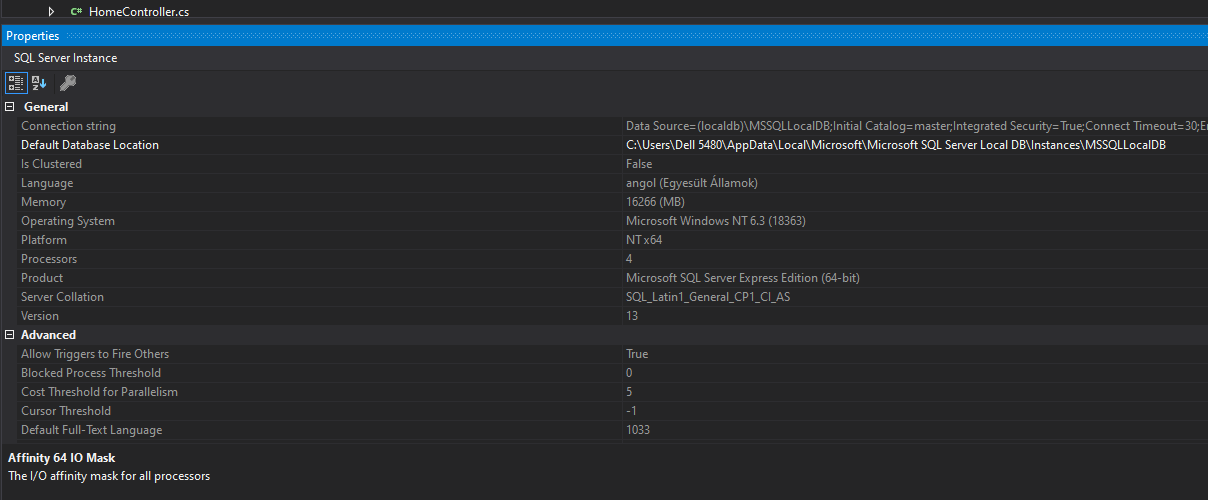 C# HomeController.cs
Properties
SQL Server Instance
General
Connection string Data Source=(localdb)\MSSQLLocalDB;Initial Catalog=master;Integrated Security=True;Connect Timeout=30;
Default Database Location C:\Users\Dell 5480\AppData\Local\Microsoft\Microsoft SQL Server Local DB\Instances\MSSQLLocalDB
Is Clustered False
Language angol (Egyesült Államok)
Memory 16266 (MB)
Operating System Microsoft Windows NT 6.3 (18363)
Platform NT x64
Processors 4
Product Microsoft SQL Server Express Edition (64-bit)
Server Collation SQL_Latin1_General_CP1_CI_AS
Version 13
Advanced
Allow Triggers to Fire Others True
Blocked Process Threshold 0
Cost Threshold for Parallelism 5
Cursor Threshold -1
Default Full-Text Language 1033
Affinity 64 IO Mask
The I/O affinity mask for all processors